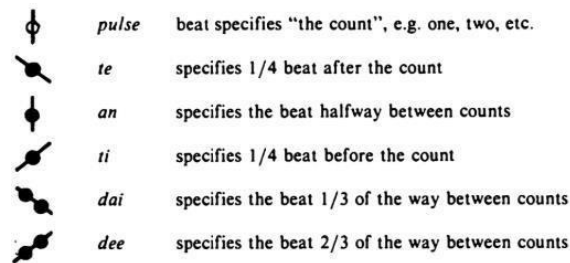 pulse beat specifies “the count”, e.g. one, two, etc.
te specifies 1/4 beat after the count
an specifies the beat halfway between counts
ti specifies 1/4 beat before the count
dai specifies the beat 1/3 of the way between counts
dee specifies the beat 2/3 of the way between counts